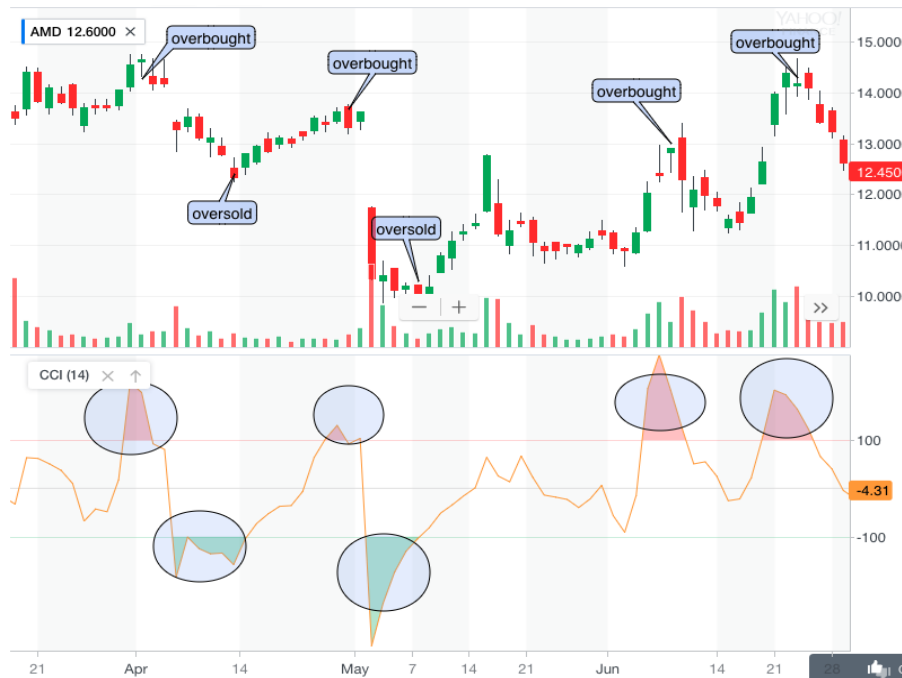 AMD 12.6000 ×
YAHOO!
overbought
overbought
overbought
overbought
oversold
oversold
15.0000
14.0000
13.0000
12.450
12.0000
11.0000
10.0000
− +
»
CCI (14) × ↑
100
-4.31
-100
21 Apr 14 May 7 14 21 Jun 14 21 28